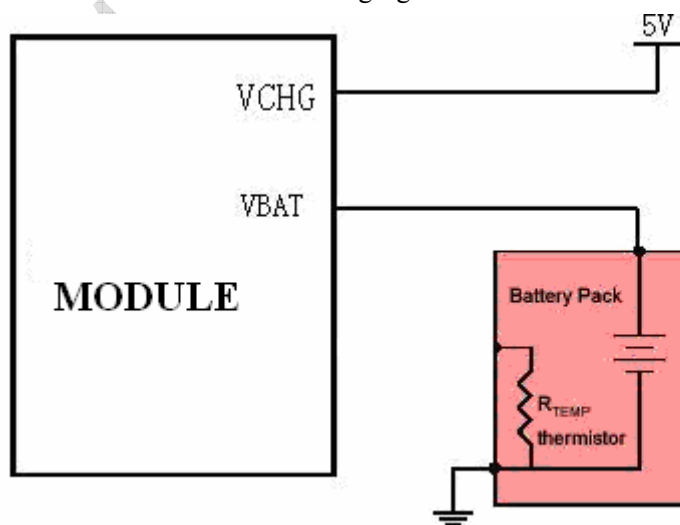 5V
VCHG
VBAT
MODULE
Battery Pack
RTEMP
thermistor